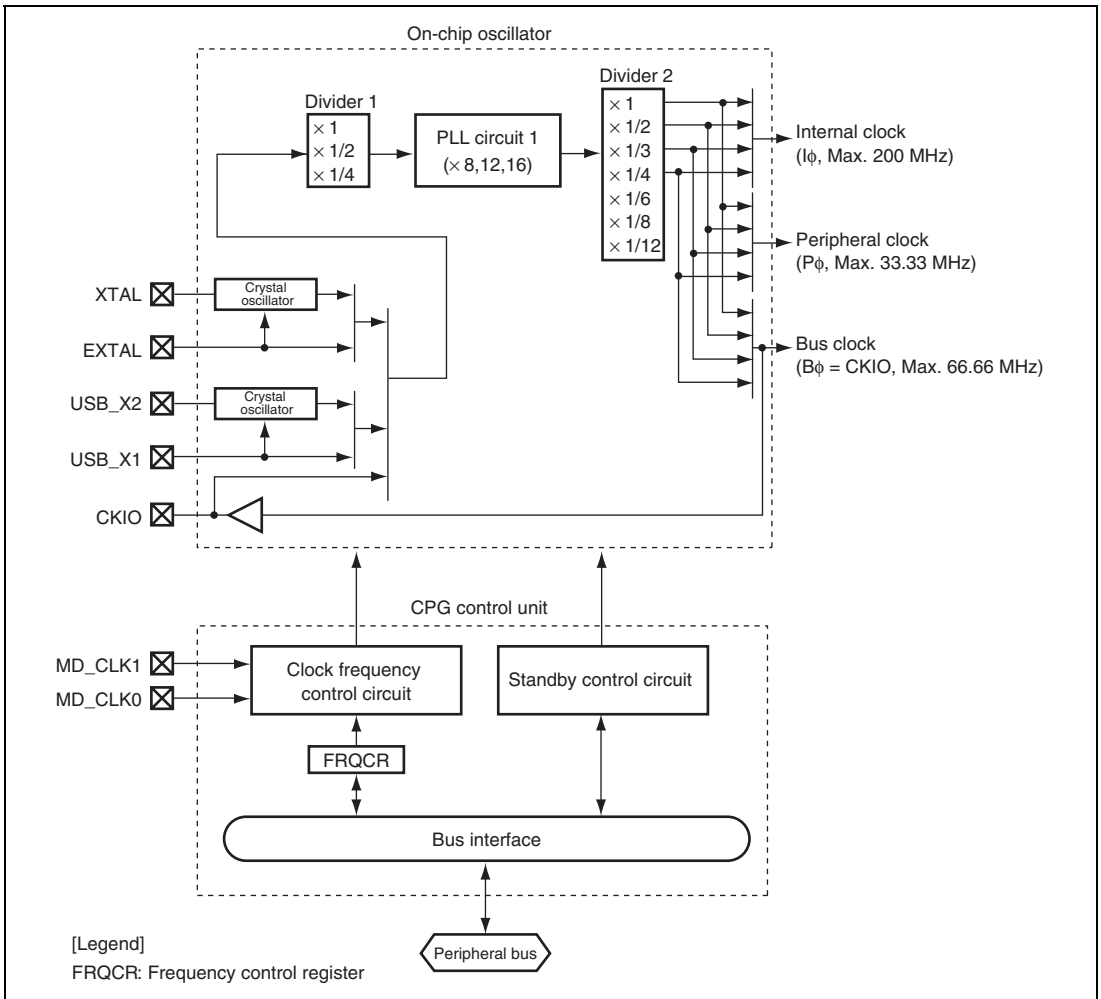 On-chip oscillator
Divider 1
× 1
× 1/2
× 1/4
PLL circuit 1
(× 8,12,16)
Divider 2
× 1
× 1/2
× 1/3
× 1/4
× 1/6
× 1/8
× 1/12
Internal clock
(Iφ, Max. 200 MHz)
Peripheral clock
(Pφ, Max. 33.33 MHz)
Bus clock
(Bφ = CKIO, Max. 66.66 MHz)
XTAL
Crystal
oscillator
EXTAL
USB_X2
Crystal
oscillator
USB_X1
CKIO
CPG control unit
MD_CLK1
MD_CLK0
Clock frequency
control circuit
Standby control circuit
FRQCR
Bus interface
Peripheral bus
[Legend]
FRQCR: Frequency control register